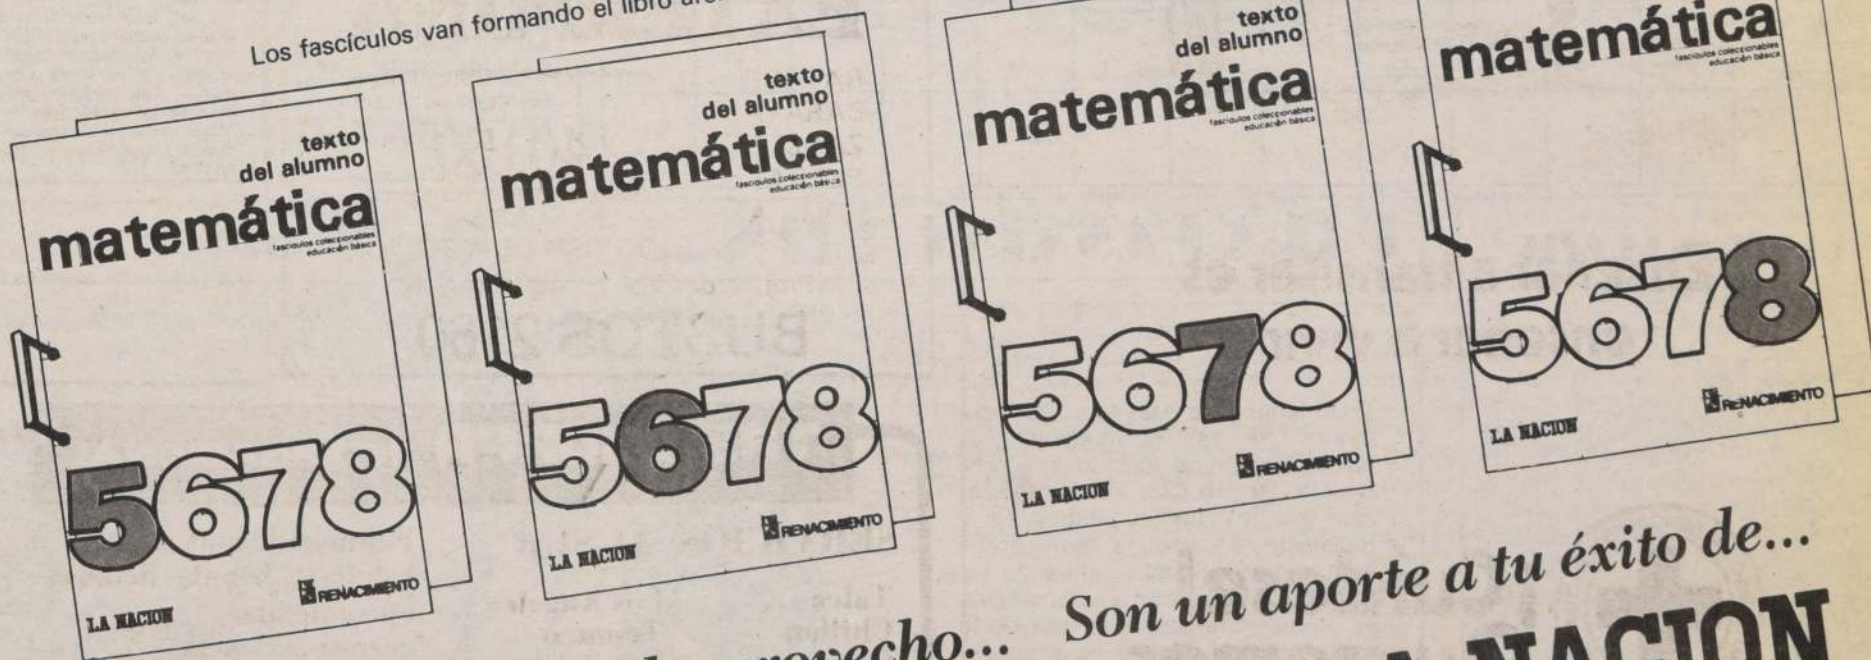 Los fascículos van formando el libro
texto
del alumno
matemática
fascículos coleccionables
educación básica
5678
LA NACION
RENACIMIENTO
texto
del alumno
matemática
fascículos coleccionables
educación básica
5678
LA NACION
RENACIMIENTO
texto
del alumno
matemática
fascículos coleccionables
educación básica
5678
LA NACION
RENACIMIENTO
matemática
fascículos coleccionables
educación básica
5678
LA NACION
RENACIMIENTO
Son un aporte a tu éxito de...
NACION